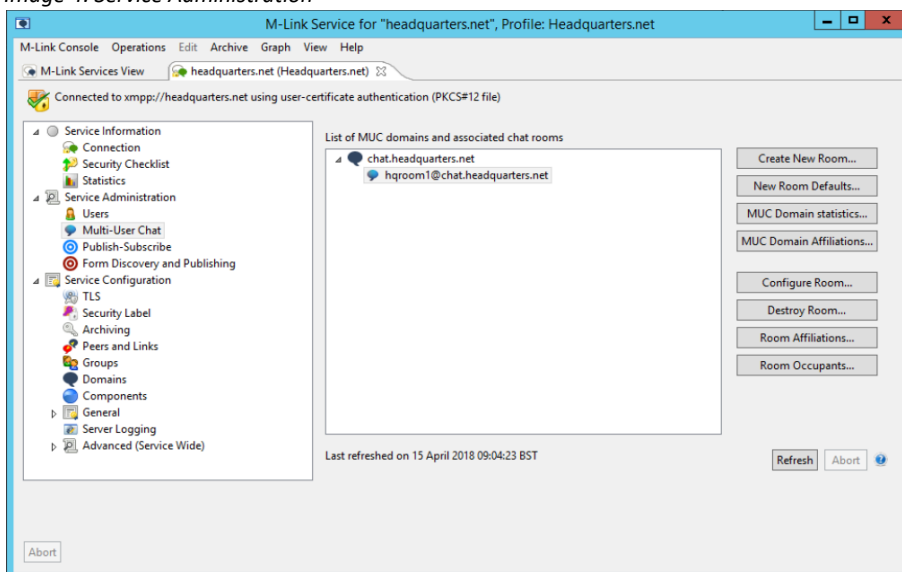 Image 4: Service Administration
M-Link Service for "headquarters.net", Profile: Headquarters.net
M-Link Console Operations Edit Archive Graph View Help
M-Link Services View headquarters.net (Headquarters.net)
Connected to xmpp://headquarters.net using user-certificate authentication (PKCS#12 file)
Service Information
Connection
Security Checklist
Statistics
Service Administration
Users
Multi-User Chat
Publish-Subscribe
Form Discovery and Publishing
Service Configuration
TLS
Security Label
Archiving
Peers and Links
Groups
Domains
Components
General
Server Logging
Advanced (Service Wide)
List of MUC domains and associated chat rooms
chat.headquarters.net
hqroom1@chat.headquarters.net
Create New Room...
New Room Defaults...
MUC Domain statistics...
MUC Domain Affiliations...
Configure Room...
Destroy Room...
Room Affiliations...
Room Occupants...
Last refreshed on 15 April 2018 09:04:23 BST
Refresh Abort
Abort